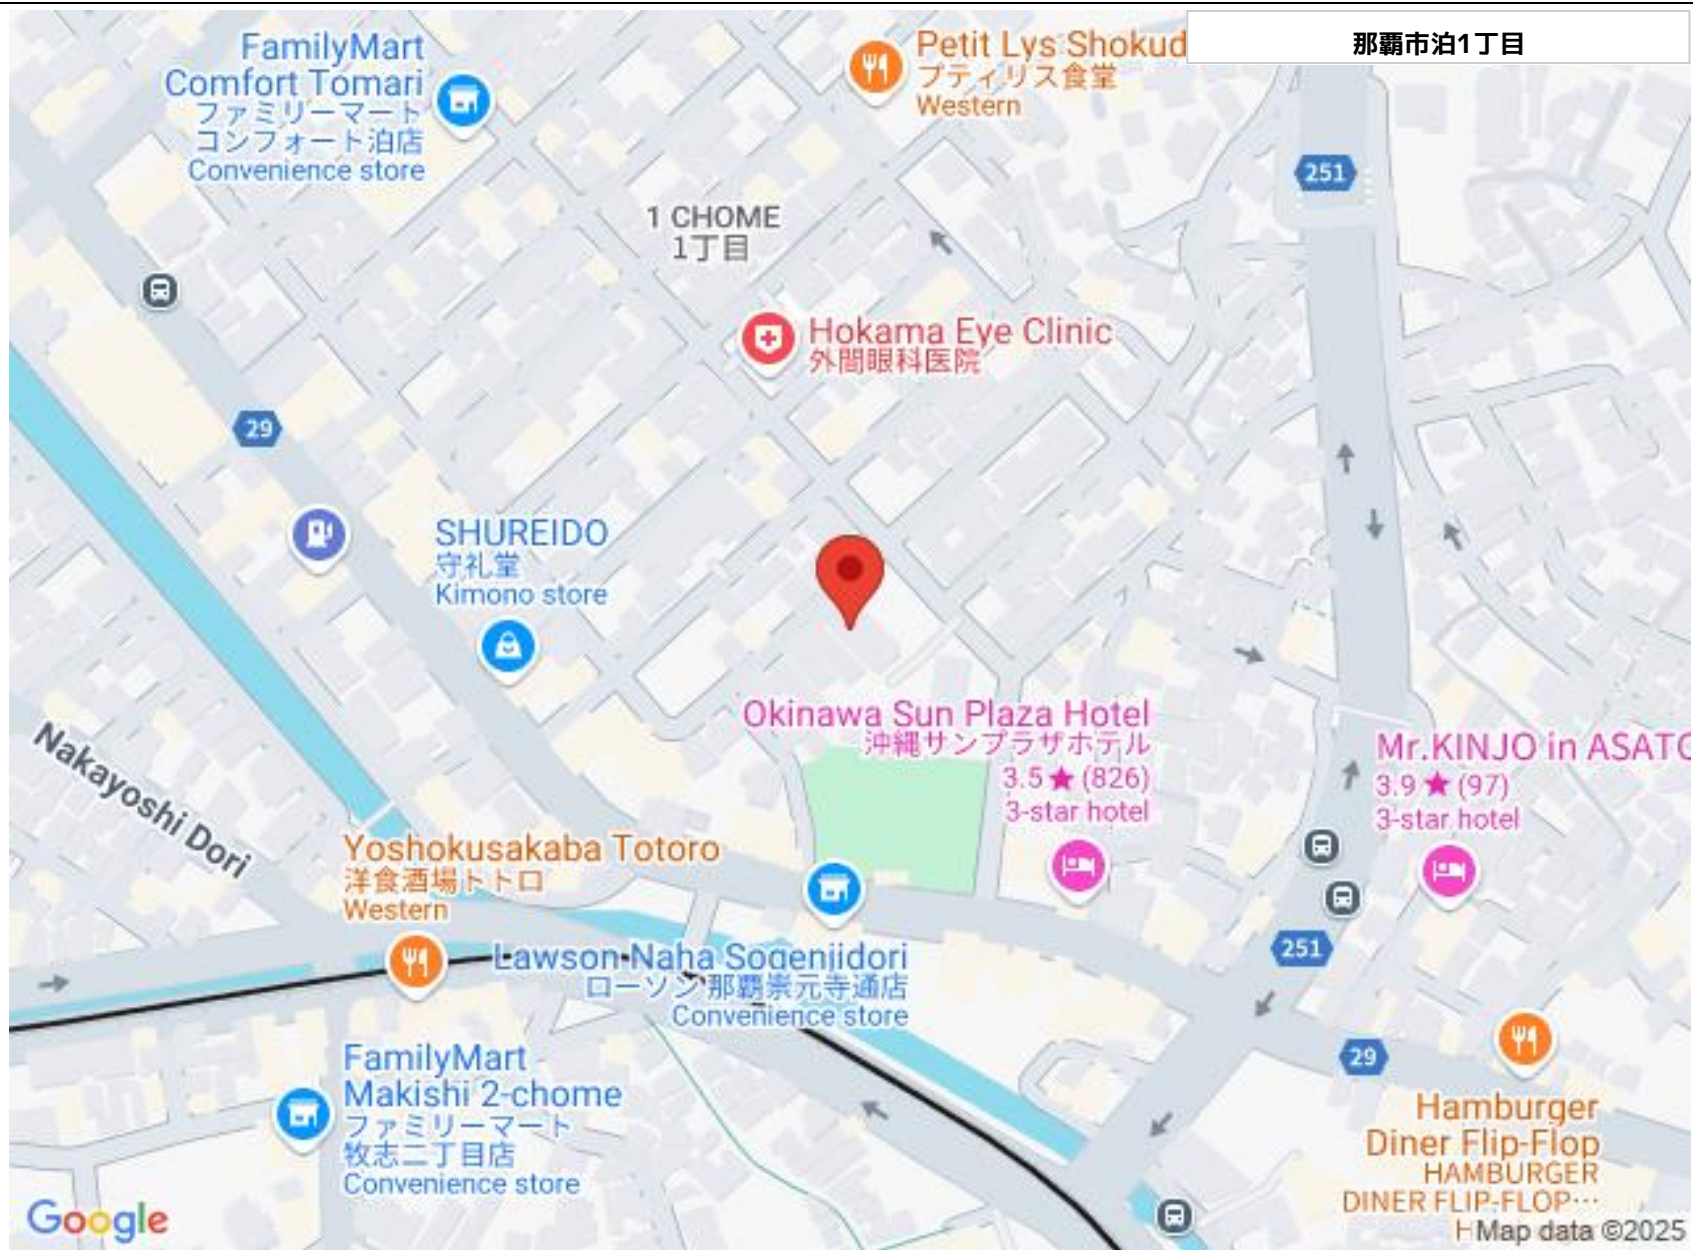 那覇市泊1丁目
FamilyMart
Comfort Tomari
ファミリーマート
コンフォート泊店
Convenience store
Petit Lys Shokud
プティリス食堂
Western
251
1 CHOME
1丁目
Hokama Eye Clinic
外間眼科医院
29
SHUREIDO
守礼堂
Kimono store
Okinawa Sun Plaza Hotel
沖縄サンプラザホテル
3.5★(826)
3-star hotel
Mr.KINJO in ASATO
3.9★(97)
3-star hotel
Nakayoshi Dori
Yoshokusakaba Totoro
洋食酒場トトロ
Western
Lawson Naha Sogenjidori
ローソン 那覇崇元寺通店
Convenience store
251
29
FamilyMart
Makishi 2-chome
ファミリーマート
牧志二丁目店
Convenience store
Hamburger
Diner Flip-Flop
HAMBURGER
DINER FLIP-FLOP…
H
Google
Map data ©2025